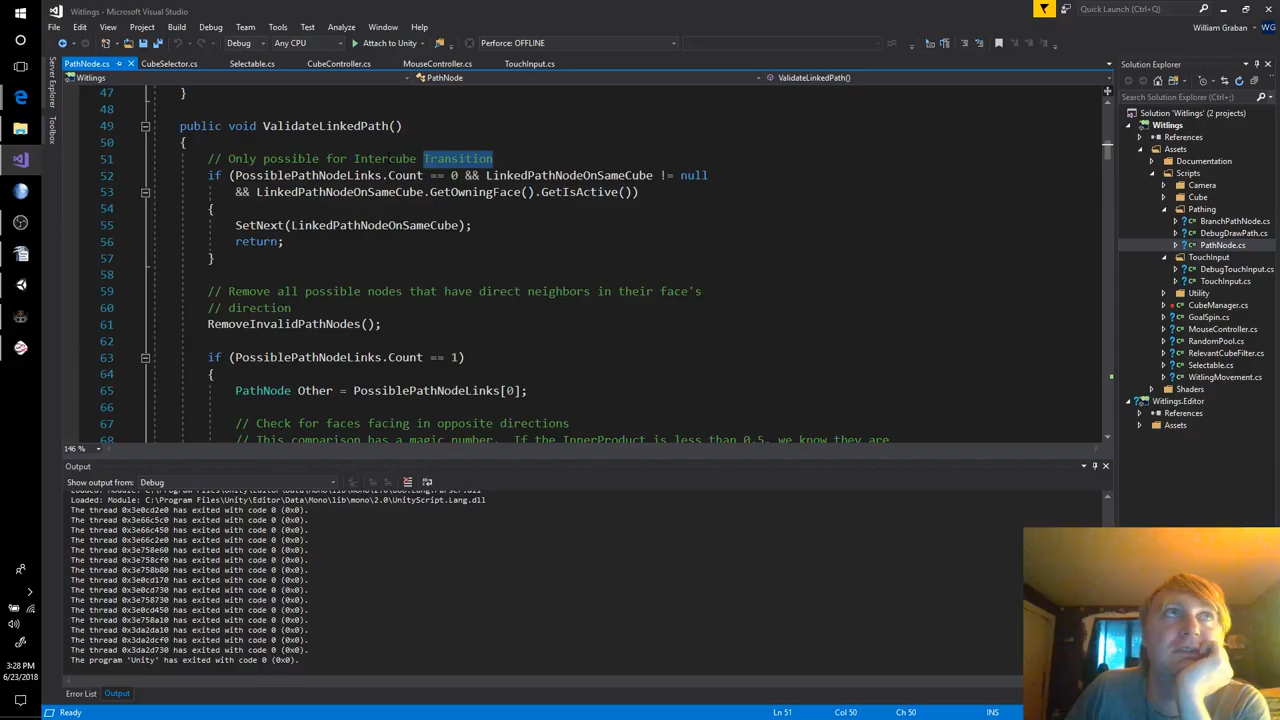 Witlings - Microsoft Visual Studio
Quick Launch (Ctrl+Q)
File Edit View Project Build Debug Team Tools Test Analyze Window Help
William Graban WG
Debug Any CPU Attach to Unity Perforce: OFFLINE
PathNode.cs CubeSelector.cs Selectable.cs CubeController.cs MouseController.cs TouchInput.cs
Witlings PathNode ValidateLinkedPath()
Server Explorer
Toolbox
47 }
48
49 public void ValidateLinkedPath()
50 {
51 // Only possible for Intercube Transition
52 if (PossiblePathNodeLinks.Count == 0 && LinkedPathNodeOnSameCube != null
53 && LinkedPathNodeOnSameCube.GetOwningFace().GetIsActive())
54 {
55 SetNext(LinkedPathNodeOnSameCube);
56 return;
57 }
58
59 // Remove all possible nodes that have direct neighbors in their face's
60 // direction
61 RemoveInvalidPathNodes();
62
63 if (PossiblePathNodeLinks.Count == 1)
64 {
65 PathNode Other = PossiblePathNodeLinks[0];
66
67 // Check for faces facing in opposite directions
68 // This comparison has a magic number. If the InnerProduct is less than 0.5, we know they are
146 %
Output
Show output from: Debug
Loaded: Module: C:\Program Files\Unity\Editor\Data\Mono\lib\mono\2.0\UnityScript.Lang.dll
The thread 0x3e0cd2e0 has exited with code 0 (0x0).
The thread 0x3e66c5c0 has exited with code 0 (0x0).
The thread 0x3e66c450 has exited with code 0 (0x0).
The thread 0x3e66c2e0 has exited with code 0 (0x0).
The thread 0x3e758e60 has exited with code 0 (0x0).
The thread 0x3e758cf0 has exited with code 0 (0x0).
The thread 0x3e758b80 has exited with code 0 (0x0).
The thread 0x3e0cd170 has exited with code 0 (0x0).
The thread 0x3e0cd730 has exited with code 0 (0x0).
The thread 0x3e758730 has exited with code 0 (0x0).
The thread 0x3e0cd450 has exited with code 0 (0x0).
The thread 0x3e758a10 has exited with code 0 (0x0).
The thread 0x3da2da10 has exited with code 0 (0x0).
The thread 0x3da2dcf0 has exited with code 0 (0x0).
The thread 0x3da2d730 has exited with code 0 (0x0).
The program 'Unity' has exited with code 0 (0x0).
Error List Output
Ready Ln 51 Col 50 Ch 50 INS
Solution Explorer
Search Solution Explorer (Ctrl+;)
Solution 'Witlings' (2 projects)
Witlings
References
Assets
Documentation
Scripts
Camera
Cube
Pathing
BranchPathNode.cs
DebugDrawPath.cs
PathNode.cs
TouchInput
DebugTouchInput.cs
TouchInput.cs
Utility
CubeManager.cs
GoalSpin.cs
MouseController.cs
RandomPool.cs
RelevantCubeFilter.cs
Selectable.cs
WitlingMovement.cs
Shaders
Witlings.Editor
References
Assets
3:28 PM
6/23/2018